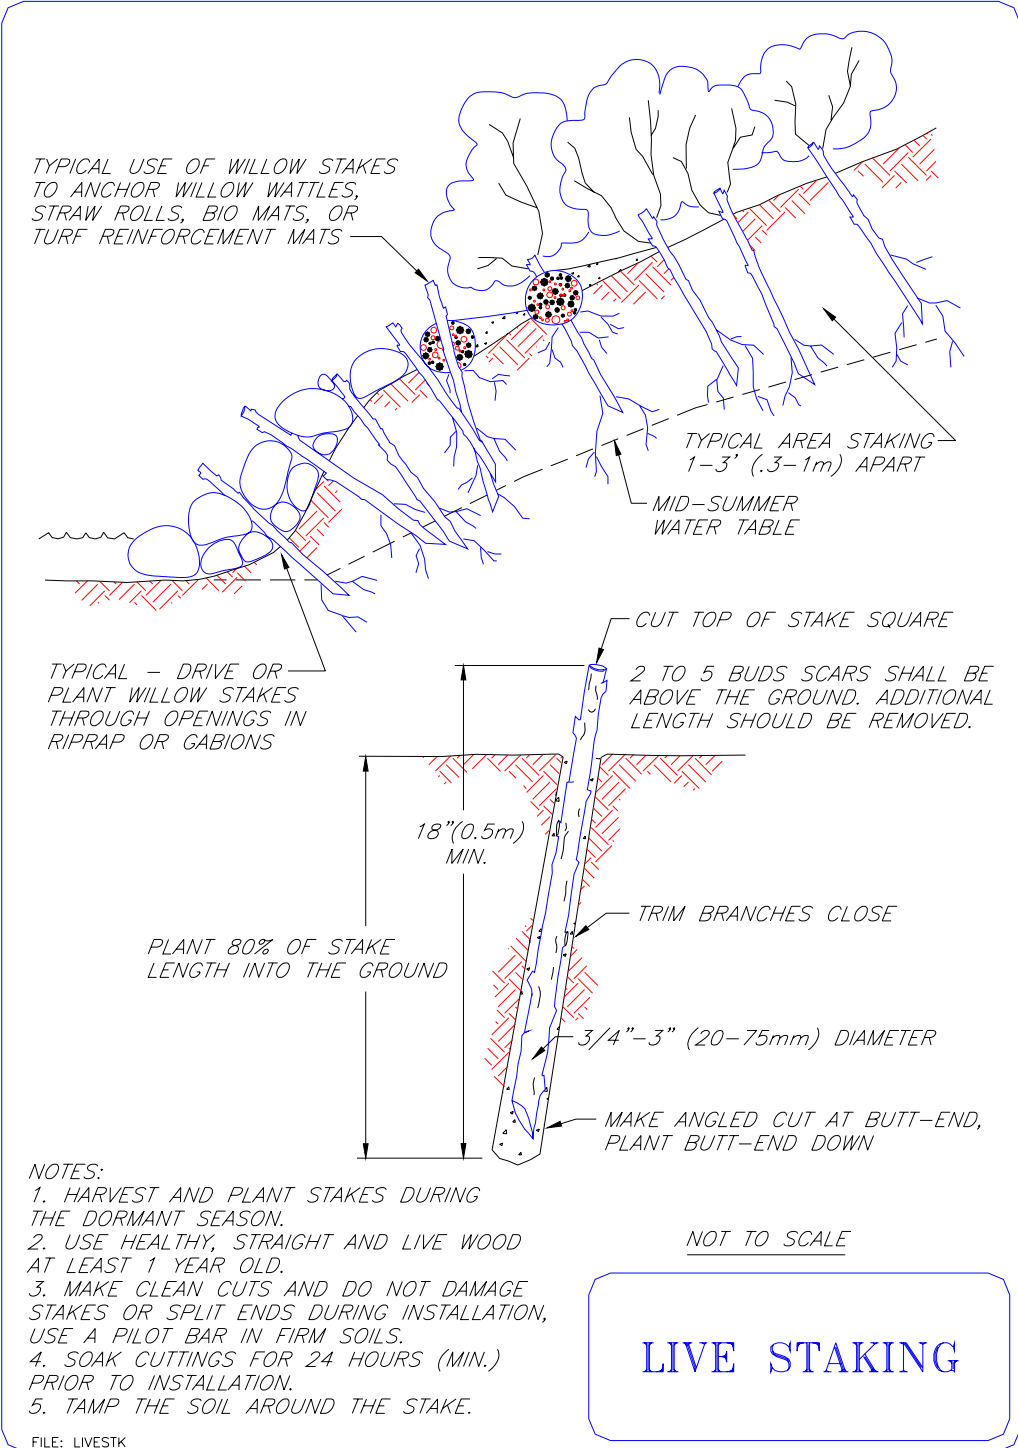 TYPICAL USE OF WILLOW STAKES
TO ANCHOR WILLOW WATTLES,
STRAW ROLLS, BIO MATS, OR
TURF REINFORCEMENT MATS
TYPICAL AREA STAKING
1-3' (.3-1m) APART
MID-SUMMER
WATER TABLE
TYPICAL - DRIVE OR
PLANT WILLOW STAKES
THROUGH OPENINGS IN
RIPRAP OR GABIONS
CUT TOP OF STAKE SQUARE
2 TO 5 BUDS SCARS SHALL BE
ABOVE THE GROUND. ADDITIONAL
LENGTH SHOULD BE REMOVED.
18"(0.5m)
MIN.
TRIM BRANCHES CLOSE
PLANT 80% OF STAKE
LENGTH INTO THE GROUND
3/4"-3" (20-75mm) DIAMETER
MAKE ANGLED CUT AT BUTT-END,
PLANT BUTT-END DOWN
NOTES:
1. HARVEST AND PLANT STAKES DURING
THE DORMANT SEASON.
2. USE HEALTHY, STRAIGHT AND LIVE WOOD
AT LEAST 1 YEAR OLD.
3. MAKE CLEAN CUTS AND DO NOT DAMAGE
STAKES OR SPLIT ENDS DURING INSTALLATION,
USE A PILOT BAR IN FIRM SOILS.
4. SOAK CUTTINGS FOR 24 HOURS (MIN.)
PRIOR TO INSTALLATION.
5. TAMP THE SOIL AROUND THE STAKE.
NOT TO SCALE
LIVE STAKING
FILE: LIVESTK